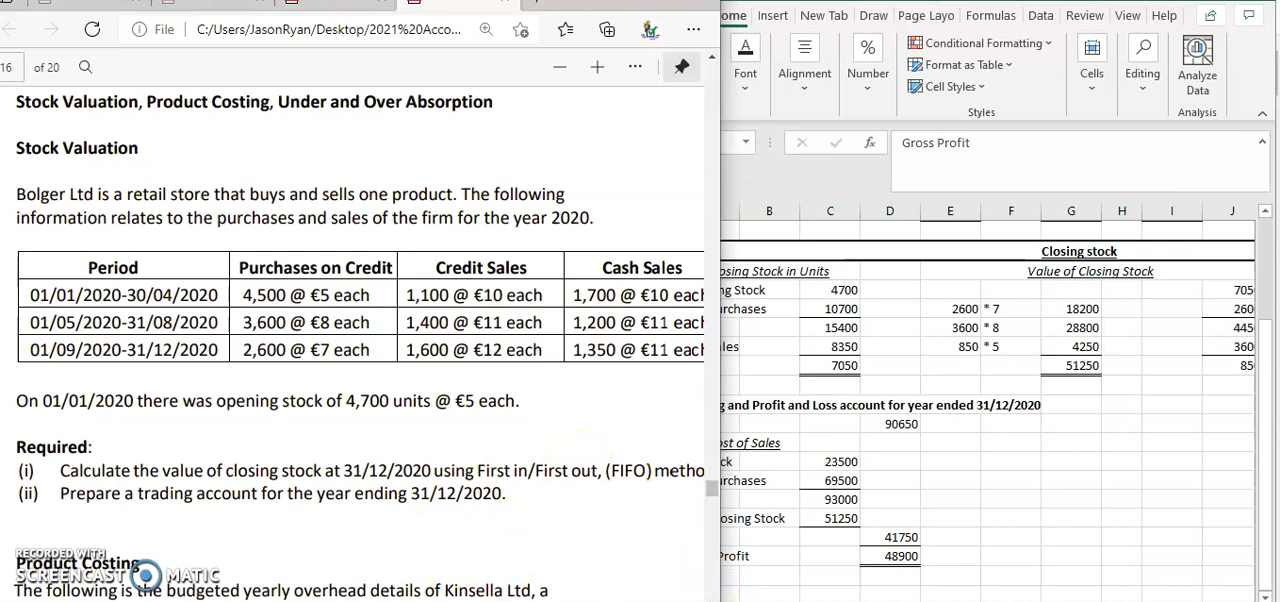 File C:/Users/JasonRyan/Desktop/2021%20Acco...
16 of 20
Stock Valuation, Product Costing, Under and Over Absorption
Stock Valuation
Bolger Ltd is a retail store that buys and sells one product. The following
information relates to the purchases and sales of the firm for the year 2020.
Period Purchases on Credit Credit Sales Cash Sales
01/01/2020-30/04/2020 4,500 @ €5 each 1,100 @ €10 each 1,700 @ €10 each
01/05/2020-31/08/2020 3,600 @ €8 each 1,400 @ €11 each 1,200 @ €11 each
01/09/2020-31/12/2020 2,600 @ €7 each 1,600 @ €12 each 1,350 @ €11 each
On 01/01/2020 there was opening stock of 4,700 units @ €5 each.
Required:
(i) Calculate the value of closing stock at 31/12/2020 using First in/First out, (FIFO) metho
(ii) Prepare a trading account for the year ending 31/12/2020.
Product Costing
RECORDED WITH
SCREENCAST MATIC
The following is the budgeted yearly overhead details of Kinsella Ltd, a
ome Insert New Tab Draw Page Layo Formulas Data Review View Help
Font Alignment Number Conditional Formatting Format as Table Cell Styles Cells Editing Analyze Data
Styles Analysis
fx Gross Profit
B C D E F G H I J
Closing stock
osing Stock in Units Value of Closing Stock
ng Stock 4700 705
rchases 10700 2600 * 7 18200 260
15400 3600 * 8 28800 445
les 8350 850 * 5 4250 360
7050 51250 85
g and Profit and Loss account for year ended 31/12/2020
90650
ost of Sales
ck 23500
urchases 69500
93000
osing Stock 51250
41750
Profit 48900